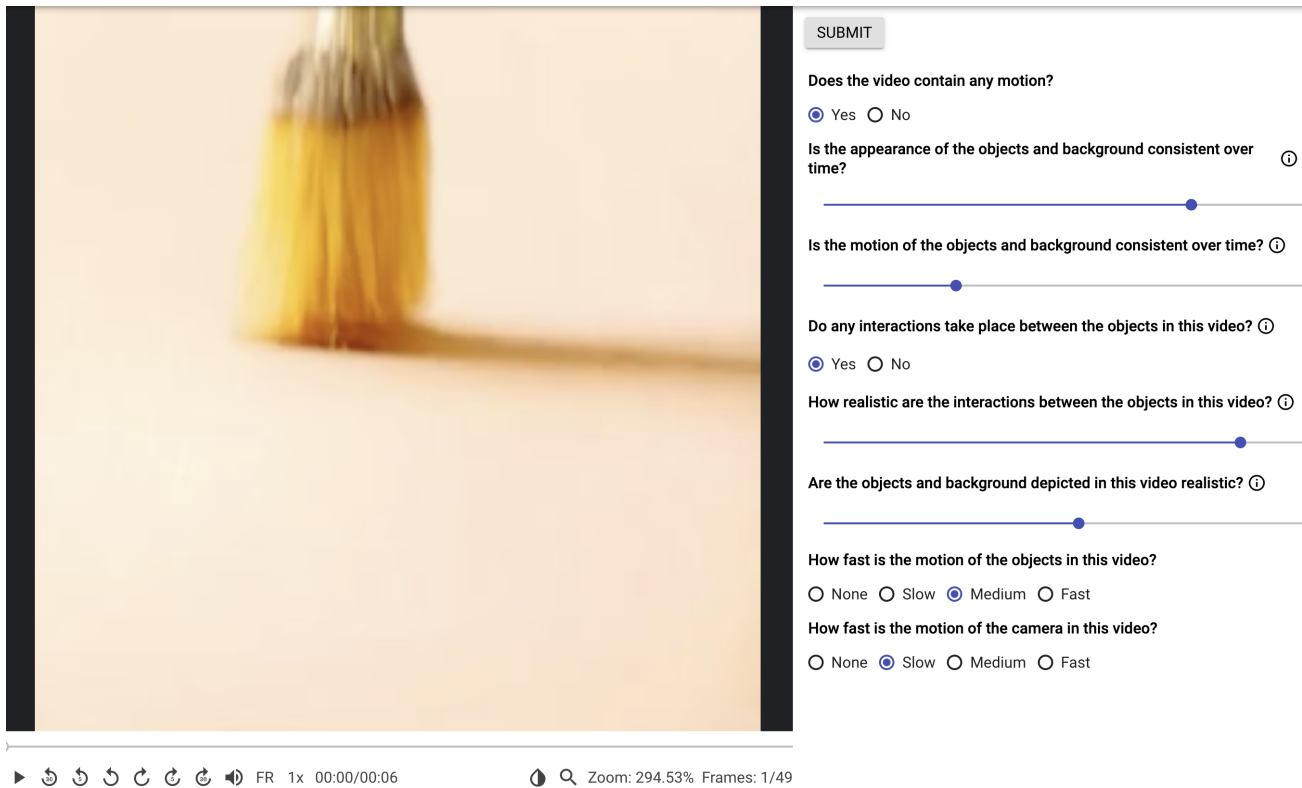 SUBMIT
Does the video contain any motion?
Yes No
Is the appearance of the objects and background consistent over
time?
Is the motion of the objects and background consistent over time?
Do any interactions take place between the objects in this video?
Yes No
How realistic are the interactions between the objects in this video?
Are the objects and background depicted in this video realistic?
How fast is the motion of the objects in this video?
None Slow Medium Fast
How fast is the motion of the camera in this video?
None Slow Medium Fast
30 5 5 30 FR 1x 00:00/00:06 Zoom: 294.53% Frames: 1/49